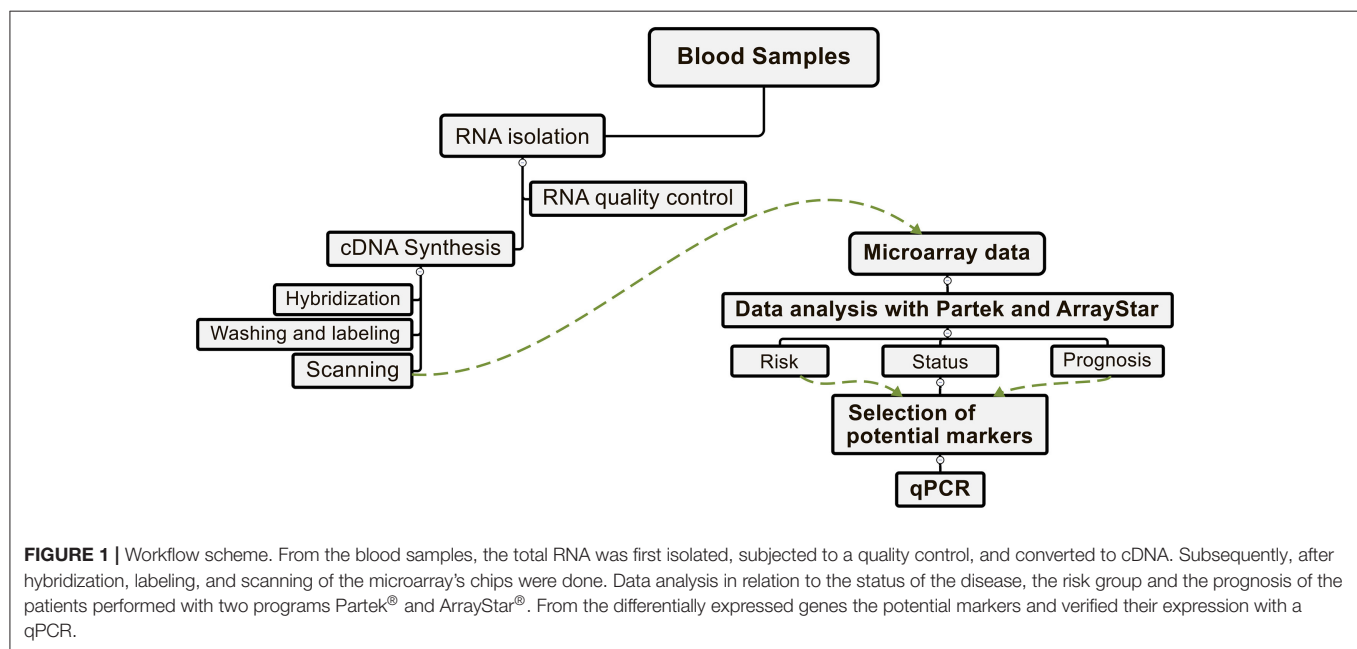 Blood Samples
RNA isolation
RNA quality control
cDNA Synthesis
Hybridization
Washing and labeling
Scanning
Microarray data
Data analysis with Partek and ArrayStar
Risk
Status
Prognosis
Selection of
potential markers
qPCR
FIGURE 1 | Workflow scheme. From the blood samples, the total RNA was first isolated, subjected to a quality control, and converted to cDNA. Subsequently, after
hybridization, labeling, and scanning of the microarray's chips were done. Data analysis in relation to the status of the disease, the risk group and the prognosis of the
patients performed with two programs Partek® and ArrayStar®. From the differentially expressed genes the potential markers and verified their expression with a
qPCR.